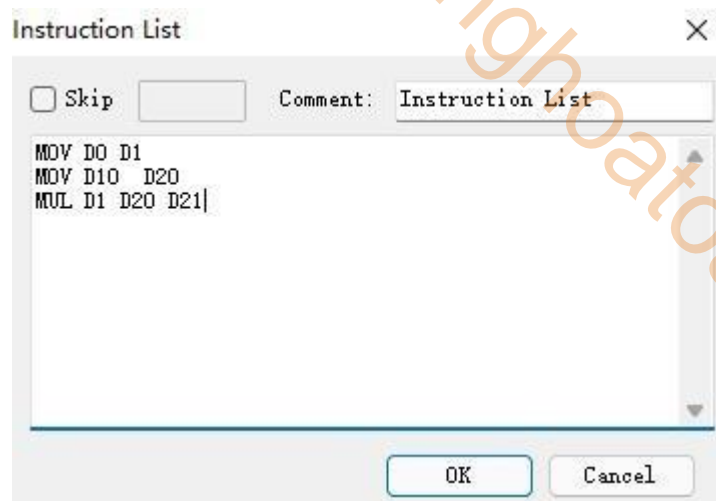 Instruction List
Skip Comment: Instruction List
MOV D0 D1
MOV D10  D20
MUL D1 D20 D21
OK Cancel